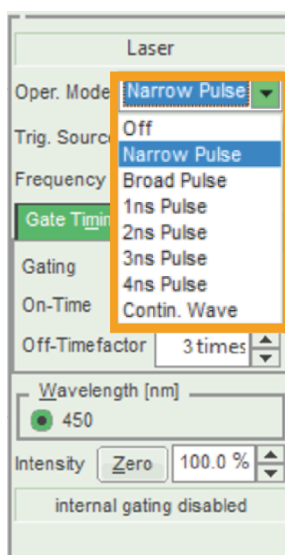 Laser
Oper. Mode Narrow Pulse
Off
Trig. Source
Narrow Pulse
Frequency Broad Pulse
1ns Pulse
Gate Timin
2ns Pulse
Gating 3ns Pulse
4ns Pulse
On-Time Contin. Wave
Off-Timefactor 3 times
Wavelength [nm]
450
Intensity Zero 100.0 %
internal gating disabled